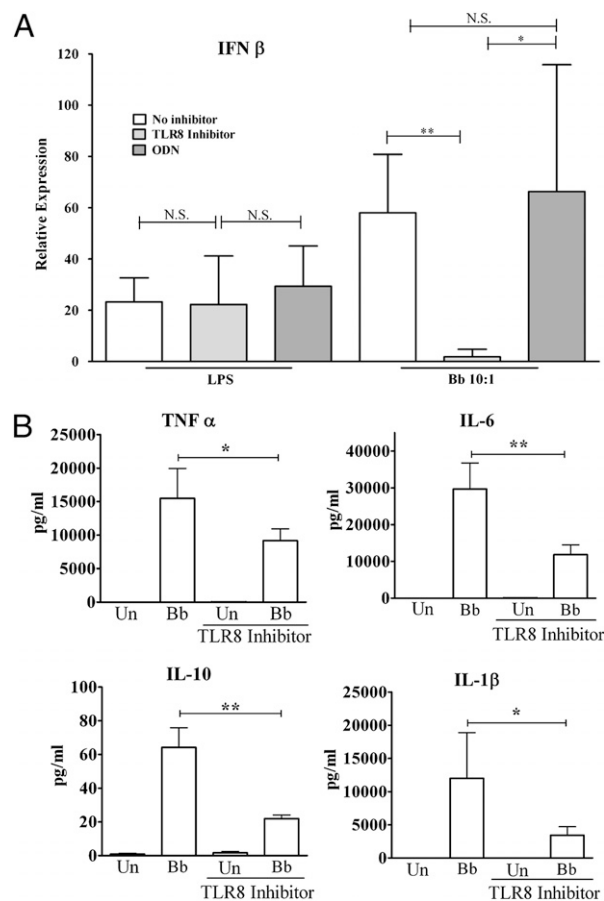 A
IFN β
N.S.
*
120
100
80
60
40
20
0
Relative Expression
No inhibitor
TLR8 Inhibitor
ODN
**
N.S.
N.S.
LPS
Bb 10:1
B
TNF α
25000
20000
15000
10000
5000
0
pg/ml
*
Un
Bb
Un
Bb
TLR8 Inhibitor
IL-6
40000
30000
20000
10000
0
pg/ml
**
Un
Bb
Un
Bb
TLR8 Inhibitor
IL-10
80
60
40
20
0
pg/ml
**
Un
Bb
Un
Bb
TLR8 Inhibitor
IL-1β
25000
20000
15000
10000
5000
0
pg/ml
*
Un
Bb
Un
Bb
TLR8 Inhibitor